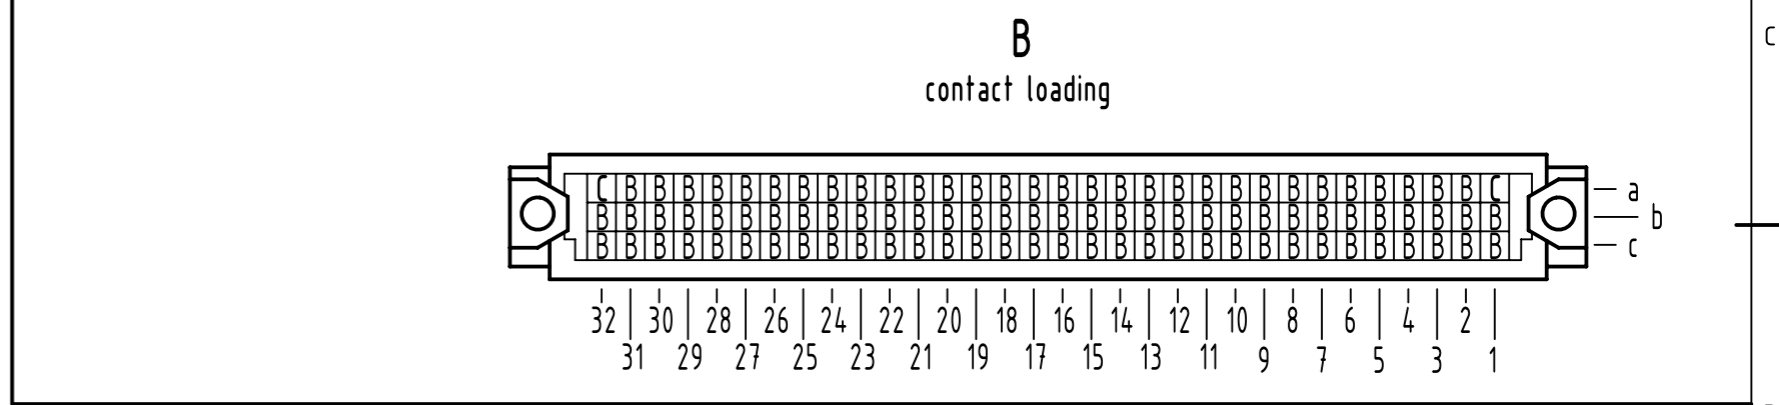 B
C
contact loading
C B B B B B B B B B B B B B B B B B B B B B B B B B B B B B B C a
B B B B B B B B B B B B B B B B B B B B B B B B B B B B B B B B b
B B B B B B B B B B B B B B B B B B B B B B B B B B B B B B B B c
32 30 28 26 24 22 20 18 16 14 12 10 8 6 4 2
31 29 27 25 23 21 19 17 15 13 11 9 7 5 3 1